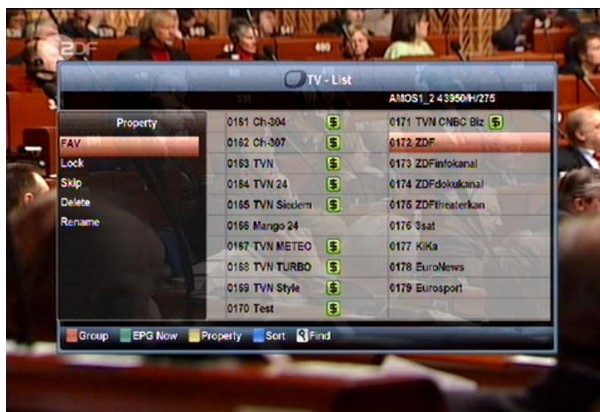 ZDF
TV - List
AMOS1_2 43950/H/275
Property
FAV
Lock
Skip
Delete
Rename
0161 Ch-304 $
0162 Ch-307 $
0163 TVN $
0164 TVN 24 $
0165 TVN Siedem $
0166 Mango 24
0167 TVN METEO $
0168 TVN TURBO $
0169 TVN Style $
0170 Test $
0171 TVN CNBC Biz $
0172 ZDF
0173 ZDFinfokanal
0174 ZDFdokukanal
0175 ZDFtheaterkan
0176 3sat
0177 KiKa
0178 EuroNews
0179 Eurosport
Group EPG Now Property Sort Find